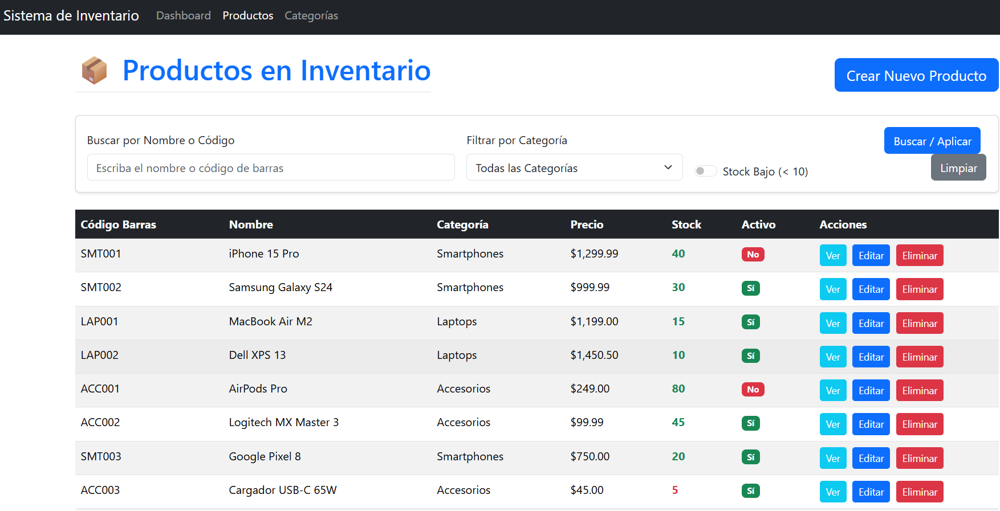 Sistema de Inventario Dashboard Productos Categorías
Productos en Inventario
Crear Nuevo Producto
Buscar por Nombre o Código Filtrar por Categoría Buscar / Aplicar
Escriba el nombre o código de barras Todas las Categorías Stock Bajo (< 10) Limpiar
Código Barras Nombre Categoría Precio Stock Activo Acciones
SMT001 iPhone 15 Pro Smartphones $1,299.99 40 No Ver Editar Eliminar
SMT002 Samsung Galaxy S24 Smartphones $999.99 30 Sí Ver Editar Eliminar
LAP001 MacBook Air M2 Laptops $1,199.00 15 Sí Ver Editar Eliminar
LAP002 Dell XPS 13 Laptops $1,450.50 10 Sí Ver Editar Eliminar
ACC001 AirPods Pro Accesorios $249.00 80 No Ver Editar Eliminar
ACC002 Logitech MX Master 3 Accesorios $99.99 45 Sí Ver Editar Eliminar
SMT003 Google Pixel 8 Smartphones $750.00 20 Sí Ver Editar Eliminar
ACC003 Cargador USB-C 65W Accesorios $45.00 5 Sí Ver Editar Eliminar